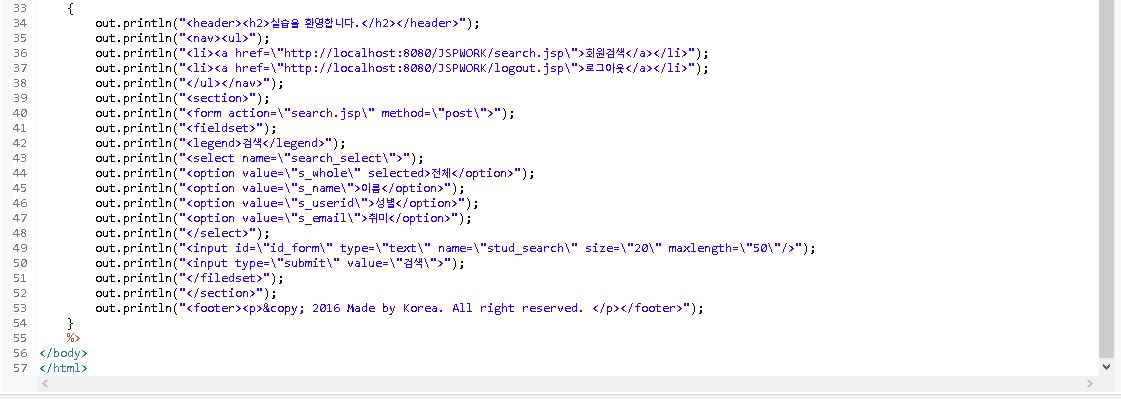 33 {
34 out.println("<header><h2>실습을 환영합니다.</h2></header>");
35 out.println("<nav><ul>");
36 out.println("<li><a href=\"http://localhost:8080/JSPWORK/search.jsp\">회원검색</a></li>");
37 out.println("<li><a href=\"http://localhost:8080/JSPWORK/logout.jsp\">로그아웃</a></li>");
38 out.println("</ul></nav>");
39 out.println("<section>");
40 out.println("<form action=\"search.jsp\" method=\"post\">");
41 out.println("<fieldset>");
42 out.println("<legend>검색</legend>");
43 out.println("<select name=\"search_select\">");
44 out.println("<option value=\"s_whole\" selected>전체</option>");
45 out.println("<option value=\"s_name\">이름</option>");
46 out.println("<option value=\"s_userid\">성별</option>");
47 out.println("<option value=\"s_email\">취미</option>");
48 out.println("</select>");
49 out.println("<input id=\"id_form\" type=\"text\" name=\"stud_search\" size=\"20\" maxlength=\"50\"/>");
50 out.println("<input type=\"submit\" value=\"검색\">");
51 out.println("</filedset>");
52 out.println("</section>");
53 out.println("<footer><p>&copy; 2016 Made by Korea. All right reserved. </p></footer>");
54 }
55 %>
56 </body>
57 </html>